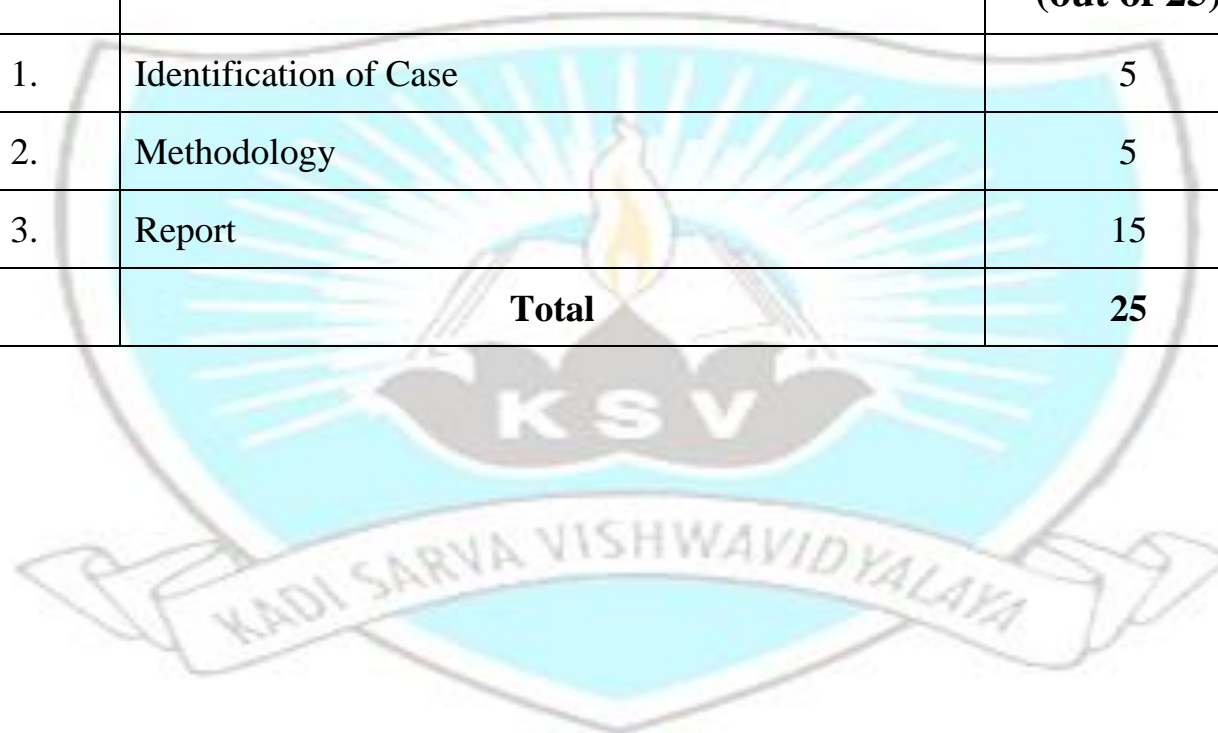 (out of 25)
1. Identification of Case 5
2. Methodology 5
3. Report 15
Total 25
KSV
KADI SARVA VISHWAVIDYALAYA